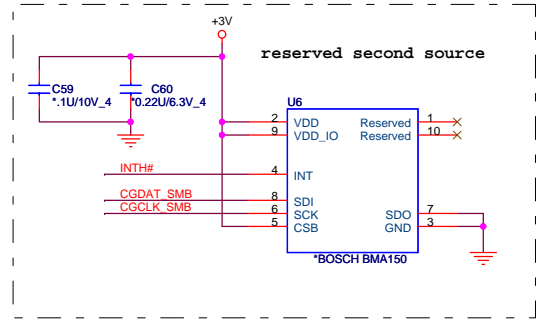 +3V
reserved second source
C59
*.1U/10V_4
C60
*0.22U/6.3V_4
U6
2 VDD Reserved 1
9 VDD_IO Reserved 10
INTH# 4 INT
CGDAT_SMB 8 SDI
CGCLK_SMB 6 SCK SDO 7
5 CSB GND 3
*BOSCH BMA150